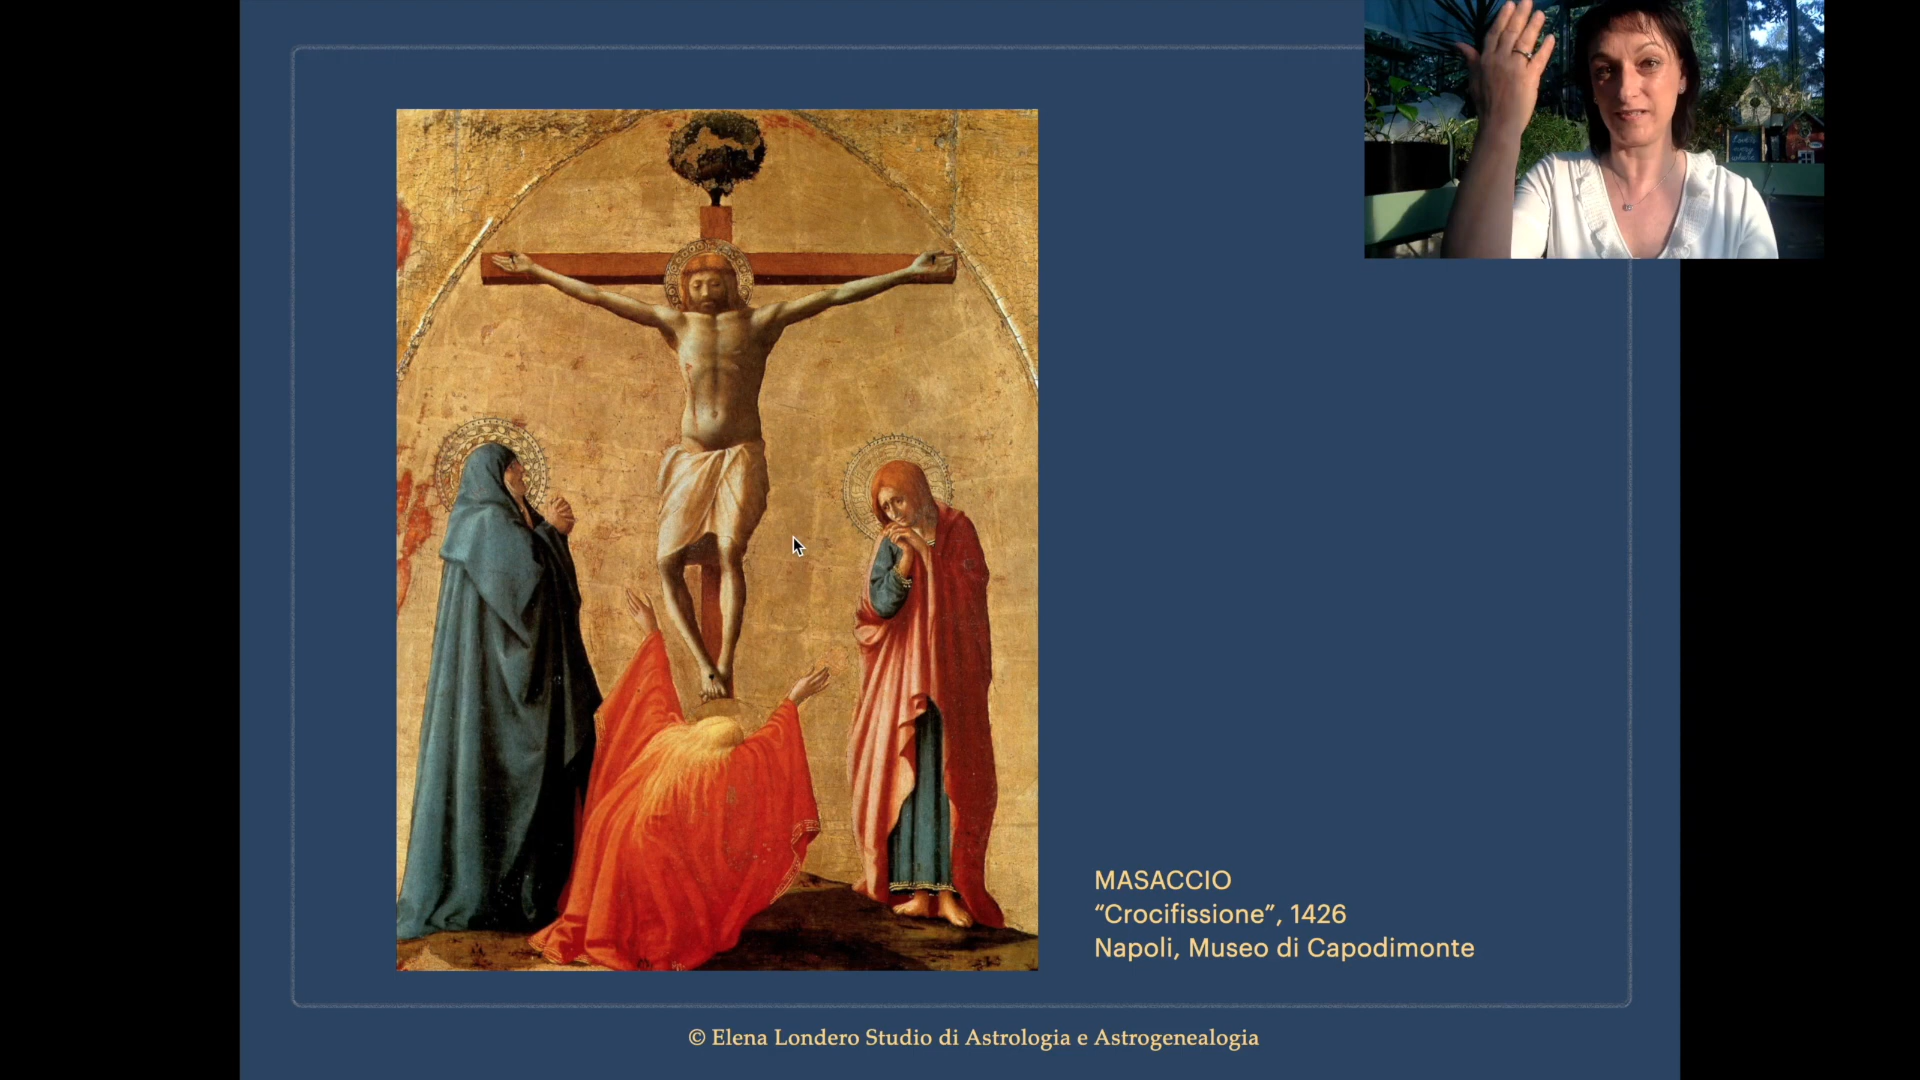 MASACCIO
“Crocifissione”, 1426
Napoli, Museo di Capodimonte
© Elena Londero Studio di Astrologia e Astrogenealogia